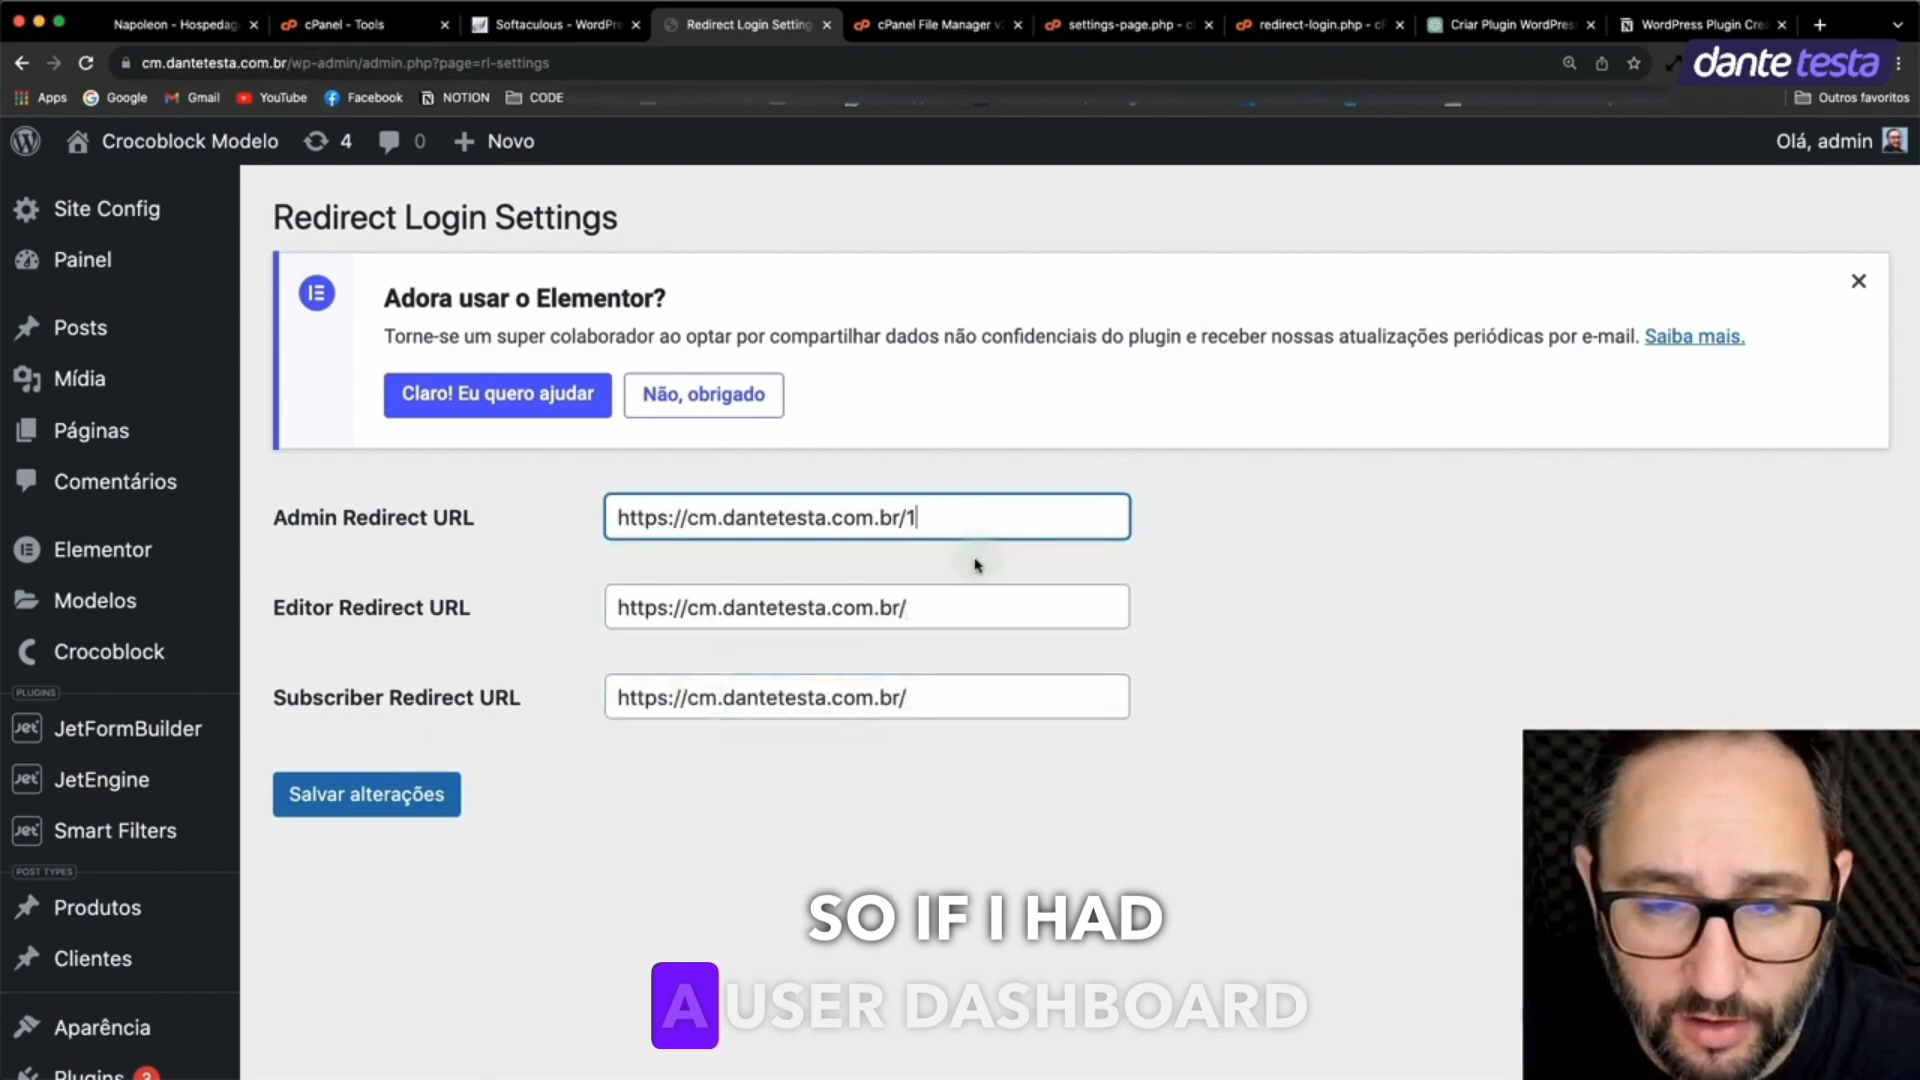 Napoleon - Hospedag
cPanel - Tools
Softaculous - WordPre
Redirect Login Setting
cPanel File Manager v
settings-page.php - c
redirect-login.php - cP
Criar Plugin WordPres
WordPress Plugin Cre
cm.dantetesta.com.br/wp-admin/admin.php?page=rl-settings
dante testa
Apps
Google
Gmail
YouTube
Facebook
NOTION
CODE
Outros favoritos
Crocoblock Modelo
4
0
Novo
Olá, admin
Site Config
Painel
Posts
Mídia
Páginas
Comentários
Elementor
Modelos
Crocoblock
PLUGINS
Jet JetFormBuilder
Jet JetEngine
Jet Smart Filters
POST TYPES
Produtos
Clientes
Aparência
Plugins 3
Redirect Login Settings
Adora usar o Elementor?
Torne-se um super colaborador ao optar por compartilhar dados não confidenciais do plugin e receber nossas atualizações periódicas por e-mail. Saiba mais.
Claro! Eu quero ajudar
Não, obrigado
Admin Redirect URL
https://cm.dantetesta.com.br/1
Editor Redirect URL
https://cm.dantetesta.com.br/
Subscriber Redirect URL
https://cm.dantetesta.com.br/
Salvar alterações
SO IF I HAD
A USER DASHBOARD